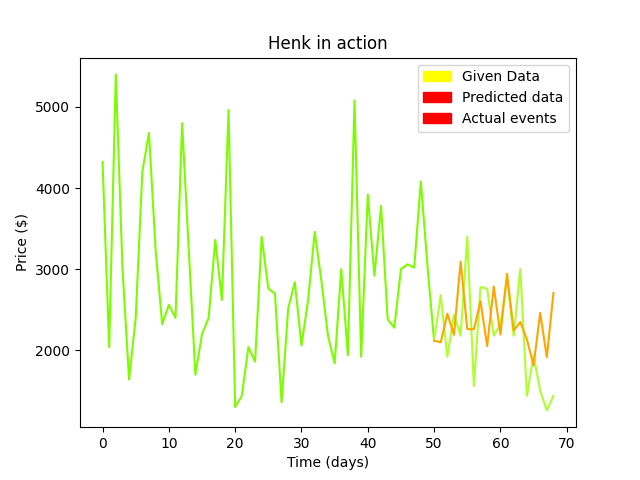 Henk in action
Given Data
Predicted data
Actual events
Price ($)
5000
4000
3000
2000
0 10 20 30 40 50 60 70
Time (days)